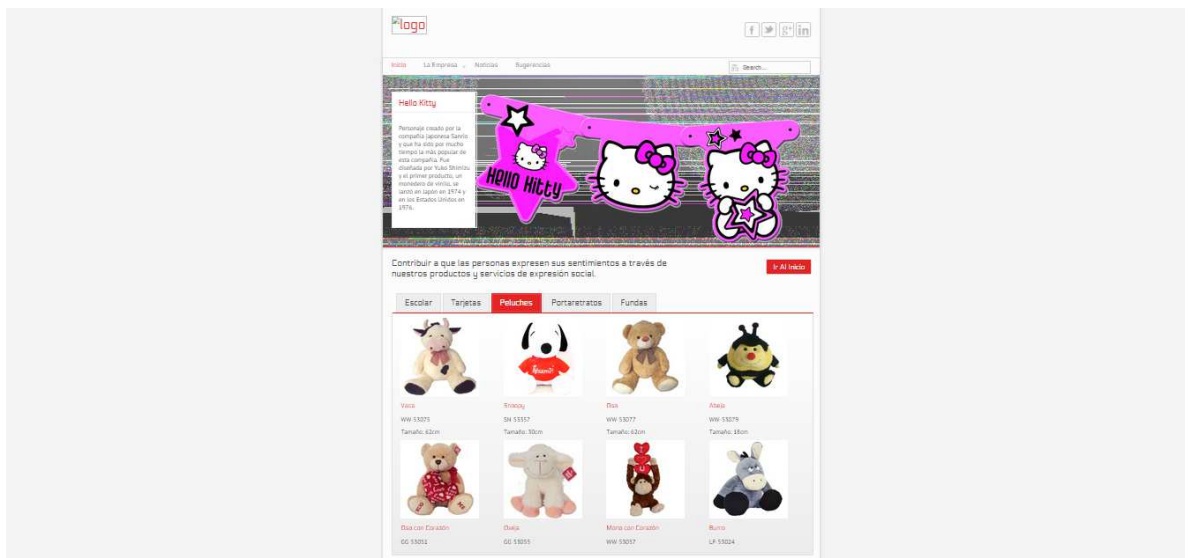 logo
Inicio La Empresa Noticias Sugerencias
Search...
Hello Kitty
Personaje creado por la
compañía japonesa Sanrio
y que ha sido por mucho
tiempo la más popular de
esta compañía. Fue
diseñada por Yuko Shimizu
y el primer producto, un
monedero de vinilo, se
lanzó en Japón en 1974 y
en los Estados Unidos en
1976.
Hello Kitty
Contribuir a que las personas expresen sus sentimientos a través de
nuestros productos y servicios de expresión social.
Ir Al Inicio
Escolar Tarjetas Peluches Portaretratos Fundas
Vaca Snoopy Osa Abeja
WW-53073 SN-53357 WW-53077 WW-53079
Tamaño: 62cm Tamaño: 30cm Tamaño: 62cm Tamaño: 18cm
Osa con Corazón Oveja Mono con Corazón Burro
GG-53051 GG-53055 WW-53057 LF-53024